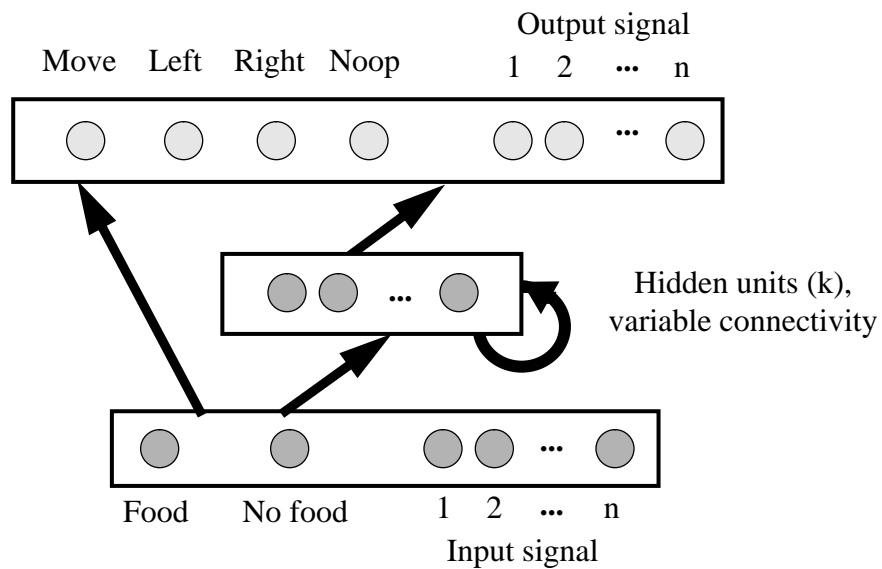 Output signal
Move Left Right Noop 1 2 ... n
...
...
Hidden units (k),
variable connectivity
...
Food No food 1 2 ... n
Input signal